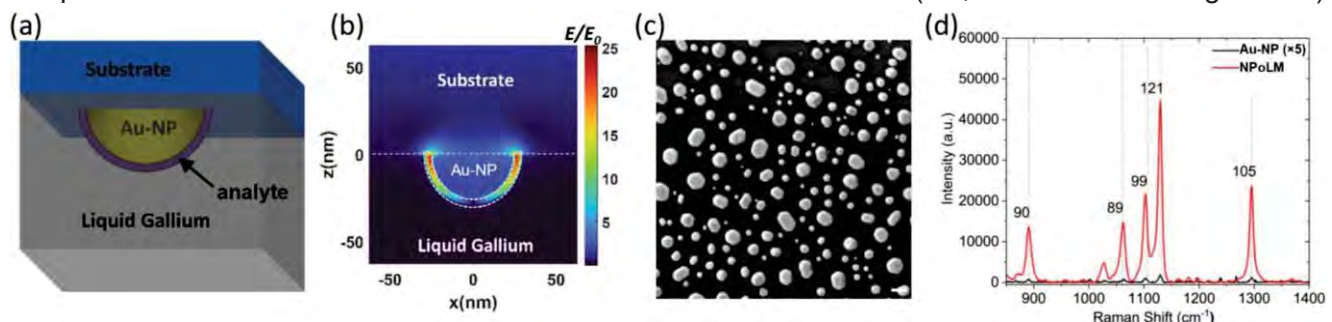 (a)
Substrate
Au-NP
analyte
Liquid Gallium
(b)
E/E₀
25
20
15
10
5
50
0
-50
z(nm)
Substrate
Au-NP
Liquid Gallium
-50
0
50
x(nm)
(c)
(d)
60000
50000
40000
30000
20000
10000
0
Intensity (a.u.)
Au-NP (×5)
NPoLM
90
89
99
121
105
900
1000
1100
1200
1300
1400
Raman Shift (cm⁻¹)